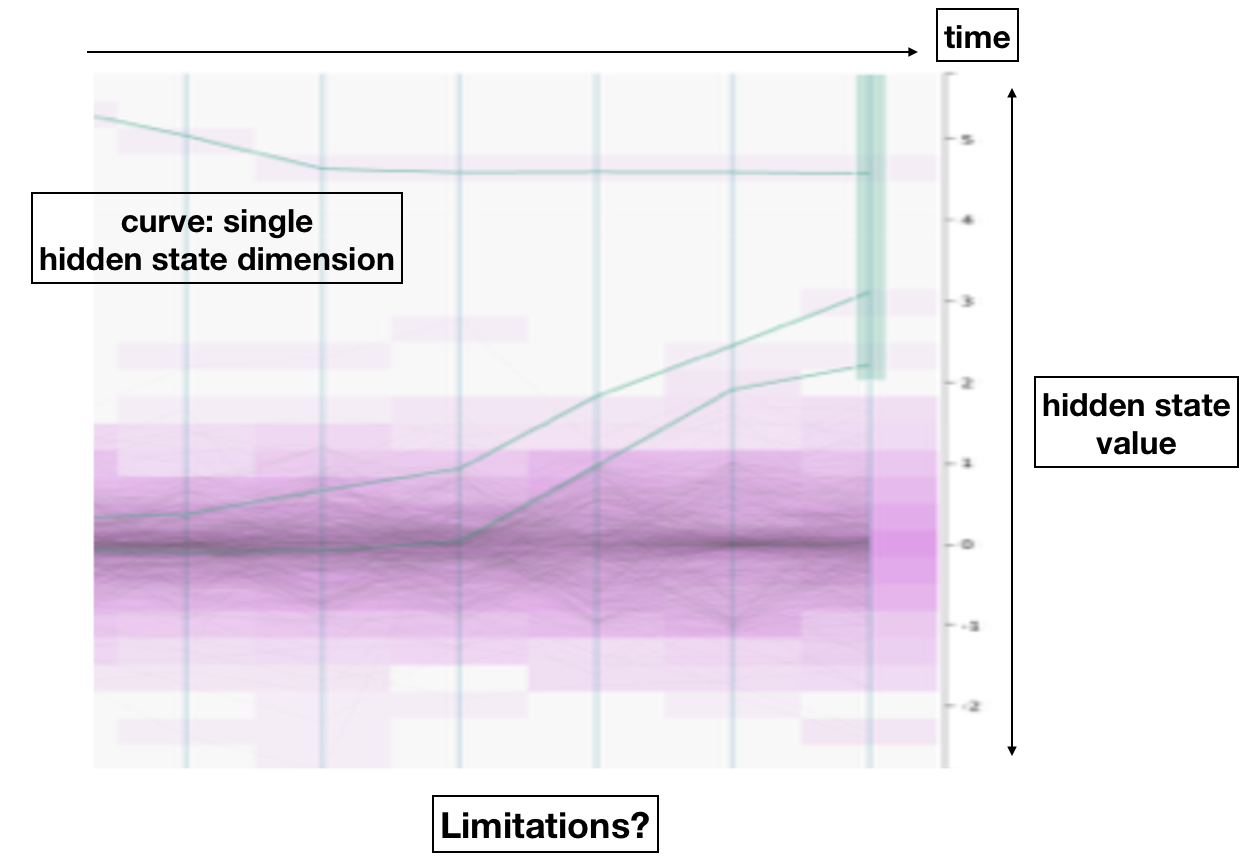 time
5
4
curve: single
hidden state dimension
3
2
hidden state
value
1
0
-1
-2
Limitations?